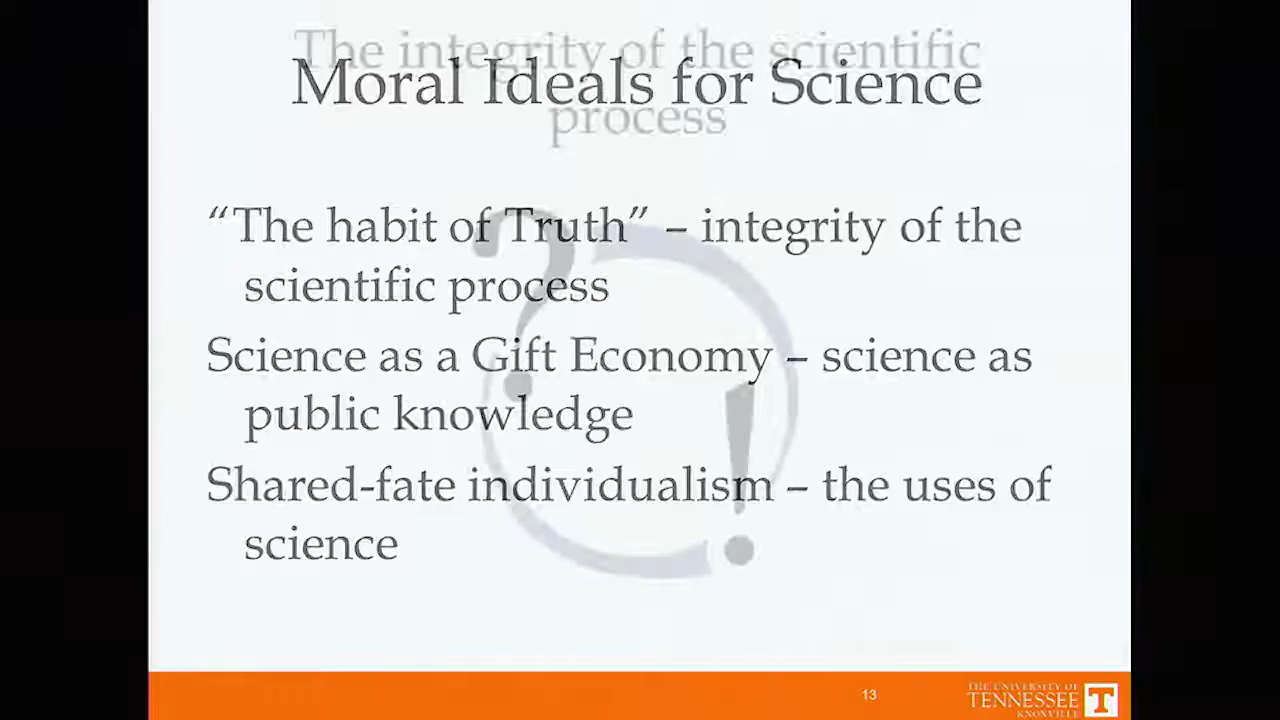 The integrity of the scientific
process
Moral Ideals for Science
“The habit of Truth” – integrity of the
scientific process
Science as a Gift Economy – science as
public knowledge
Shared-fate individualism – the uses of
science
?
!
13
THE UNIVERSITY OF
TENNESSEE
KNOXVILLE
T